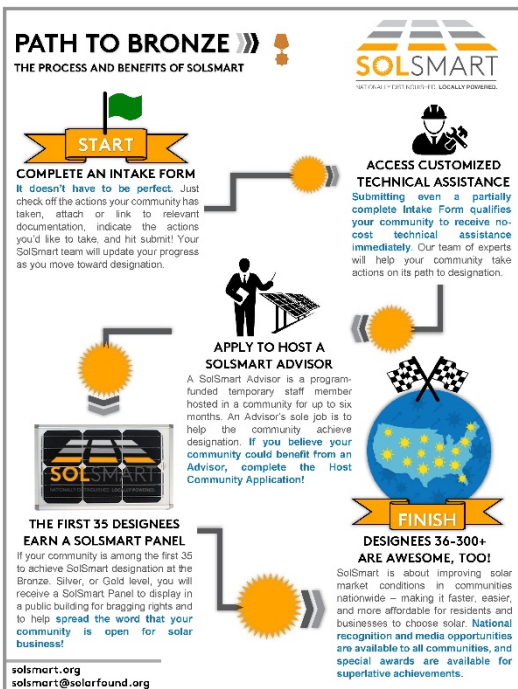 PATH TO BRONZE
THE PROCESS AND BENEFITS OF SOLSMART
SOLSMART
NATIONALLY DISTINGUISHED. LOCALLY POWERED.
START
COMPLETE AN INTAKE FORM
It doesn't have to be perfect. Just
check off the actions your community has
taken, attach or link to relevant
documentation, indicate the actions
you'd like to take, and hit submit! Your
SolSmart team will update your progress
as you move toward designation.
ACCESS CUSTOMIZED
TECHNICAL ASSISTANCE
Submitting even a partially
complete Intake Form qualifies
your community to receive no-
cost technical assistance
immediately. Our team of experts
will help your community take
actions on its path to designation.
APPLY TO HOST A
SOLSMART ADVISOR
A SolSmart Advisor is a program-
funded temporary staff member
hosted in a community for up to six
months. An Advisor's sole job is to
help the community achieve
designation. If you believe your
community could benefit from an
Advisor, complete the Host
Community Application!
SOLSMART
NATIONALLY DISTINGUISHED. LOCALLY POWERED.
THE FIRST 35 DESIGNEES
EARN A SOLSMART PANEL
If your community is among the first 35
to achieve SolSmart designation at the
Bronze, Silver, or Gold level, you will
receive a SolSmart Panel to display in
a public building for bragging rights and
to help spread the word that your
community is open for solar
business!
FINISH
DESIGNEES 36-300+
ARE AWESOME, TOO!
SolSmart is about improving solar
market conditions in communities
nationwide – making it faster, easier,
and more affordable for residents and
businesses to choose solar. National
recognition and media opportunities
are available to all communities, and
special awards are available for
superlative achievements.
solsmart.org
solsmart@solarfound.org